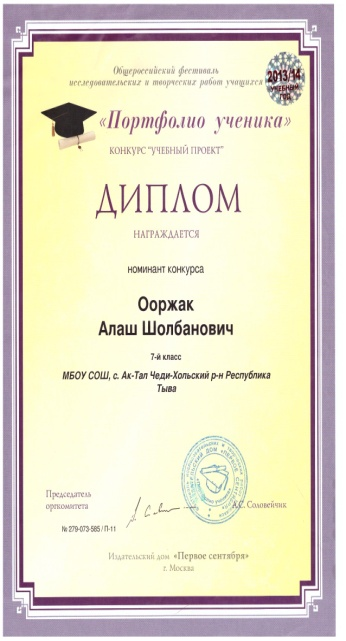 Общероссийский фестиваль
исследовательских и творческих работ учащихся
2013/14
УЧЕБНЫЙ
ГОД
«Портфолио ученика»
КОНКУРС "УЧЕБНЫЙ ПРОЕКТ"
ДИПЛОМ
НАГРАЖДАЕТСЯ
номинант конкурса
Ооржак
Алаш Шолбанович
7-й класс
МБОУ СОШ, с. Ак-Тал Чеди-Хольский р-н Республика
Тыва
Председатель
оргкомитета
А.С. Соловейчик
№ 279-073-585 / П-11
Издательский дом «Первое сентября»
г. Москва